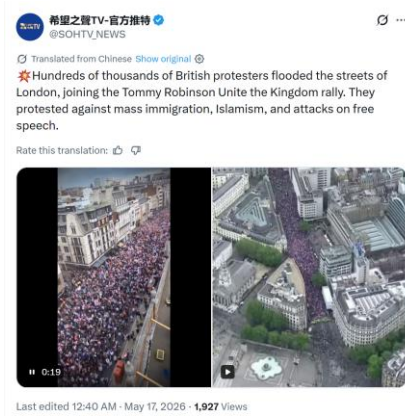 希望之聲TV-官方推特
@SOHTV_NEWS
Translated from Chinese Show original
💥Hundreds of thousands of British protesters flooded the streets of
London, joining the Tommy Robinson Unite the Kingdom rally. They
protested against mass immigration, Islamism, and attacks on free
speech.
Rate this translation:
0:19
Last edited 12:40 AM · May 17, 2026 · 1,927 Views